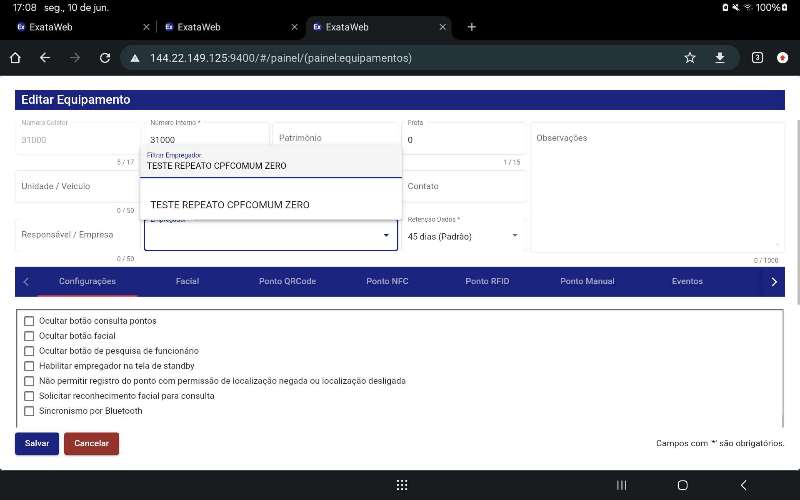 17:08 seg., 10 de jun.
100%
ExataWeb
ExataWeb
ExataWeb
144.22.149.125:9400/#/painel/(painel:equipamentos)
3
Editar Equipamento
Número Coletor
31000
5 / 17
Número Interno *
31000
Patrimônio
Frota
0
1 / 15
Observações
0 / 1000
Filtrar Empregador
TESTE REPEATO CPFCOMUM ZERO
TESTE REPEATO CPFCOMUM ZERO
Unidade / Veículo
0 / 50
Contato
Responsável / Empresa
0 / 50
Empregador
Retenção Dados *
45 dias (Padrão)
Configurações
Facial
Ponto QRCode
Ponto NFC
Ponto RFID
Ponto Manual
Eventos
Ocultar botão consulta pontos
Ocultar botão facial
Ocultar botão de pesquisa de funcionário
Habilitar empregador na tela de standby
Não permitir registro do ponto com permissão de localização negada ou localização desligada
Solicitar reconhecimento facial para consulta
Sincronismo por Bluetooth
Salvar
Cancelar
Campos com '*' são obrigatórios.